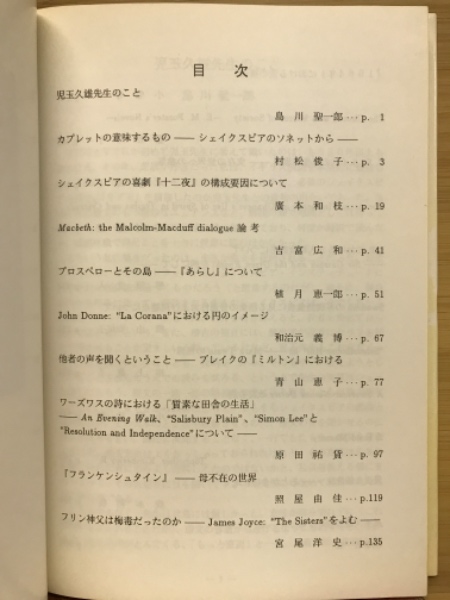 目次
児玉久雄先生のこと
島川聖一郎…p. 1
カプレットの意味するもの —— シェイクスピアのソネットから ——
村松俊子…p. 3
シェイクスピアの喜劇『十二夜』の構成要因について
廣本和枝…p. 19
Macbeth: the Malcolm-Macduff dialogue 論考
吉富広和…p. 41
プロスペローとその島 ——『あらし』について
植月恵一郎…p. 51
John Donne: “La Corana”における円のイメージ
和治元義博…p. 67
他者の声を聞くということ —— ブレイクの『ミルトン』における
青山恵子…p. 77
ワーズワスの詩における「質素な田舎の生活」
—— An Evening Walk、“Salisbury Plain”、“Simon Lee”と
“Resolution and Independence”について ——
原田祐貨…p. 97
『フランケンシュタイン』—— 母不在の世界
照屋由佳…p.119
フリン神父は梅毒だったのか —— James Joyce: “The Sisters”をよむ ——
宮尾洋史…p.135